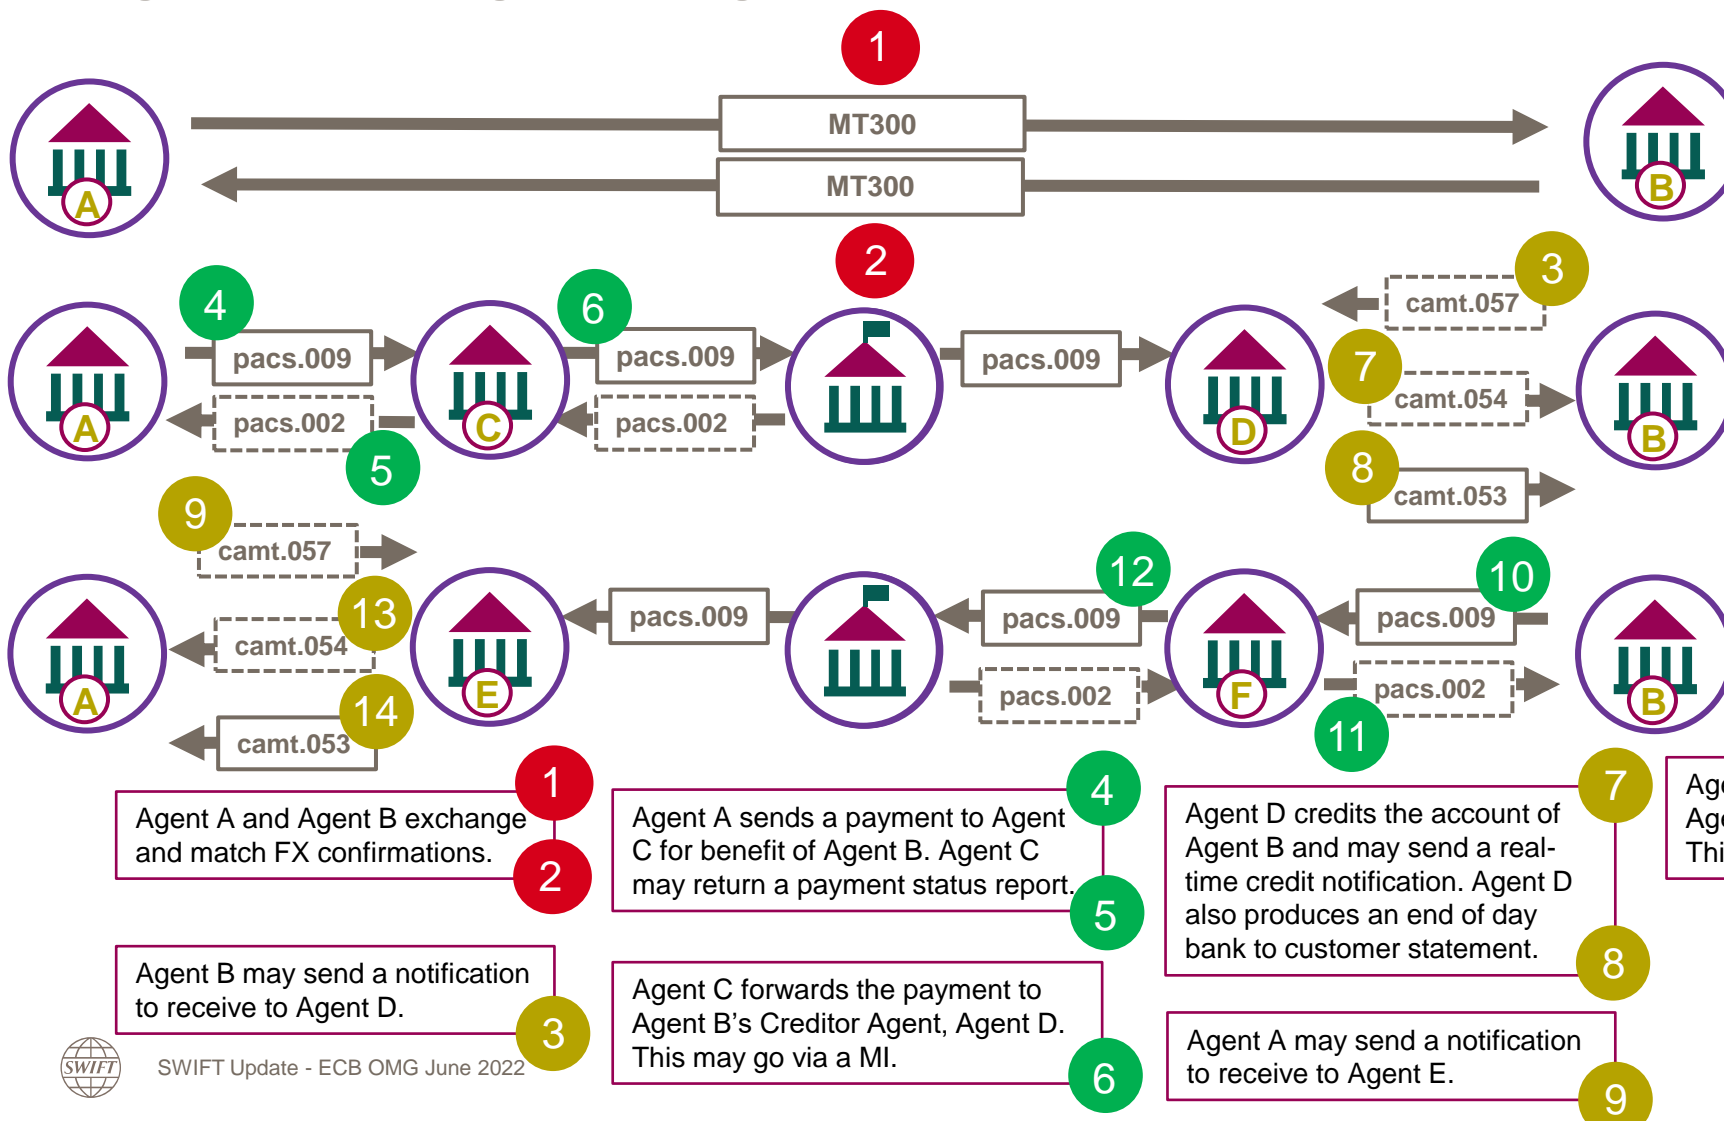 1
MT300
MT300
A
B
2
3
camt.057
4
6
pacs.009
pacs.009
pacs.009
7
camt.054
pacs.002
pacs.002
A
C
D
B
5
8
camt.053
9
camt.057
12
10
13
pacs.009
pacs.009
pacs.009
camt.054
pacs.002
pacs.002
A
E
F
B
14
camt.053
11
1
Agent A and Agent B exchange
and match FX confirmations.
2
Agent B may send a notification
to receive to Agent D.
3
4
Agent A sends a payment to Agent
C for benefit of Agent B. Agent C
may return a payment status report.
5
Agent C forwards the payment to
Agent B’s Creditor Agent, Agent D.
This may go via a MI.
6
7
Agent D credits the account of
Agent B and may send a real-
time credit notification. Agent D
also produces an end of day
bank to customer statement.
8
Agent A may send a notification
to receive to Agent E.
9
SWIFT
SWIFT Update - ECB OMG June 2022